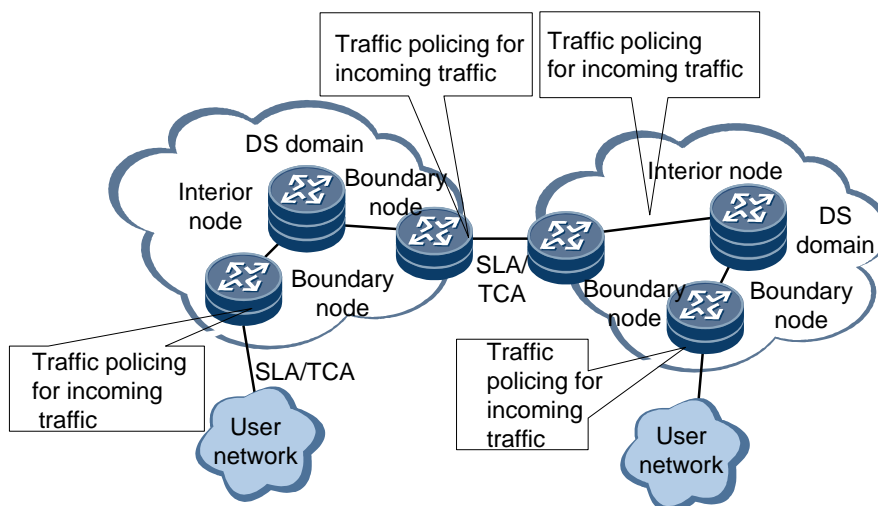 Traffic policing for
incoming traffic
Traffic policing
for incoming traffic
DS domain
Boundary
node
Interior
node
Interior node
DS
domain
SLA/
TCA
Boundary
node
Boundary
node
Boundary
node
Traffic policing
for incoming
traffic
SLA/TCA
Traffic
policing for
incoming
traffic
User
network
User
network